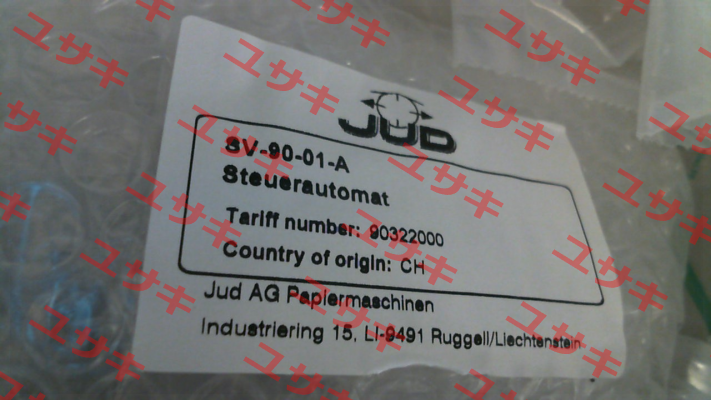 JUD
SV-90-01-A
Steuerautomat
Tariff number: 90322000
Country of origin: CH
Jud AG Papiermaschinen
Industriering 15, LI-9491 Ruggell/Liechtenstein
ユサキ